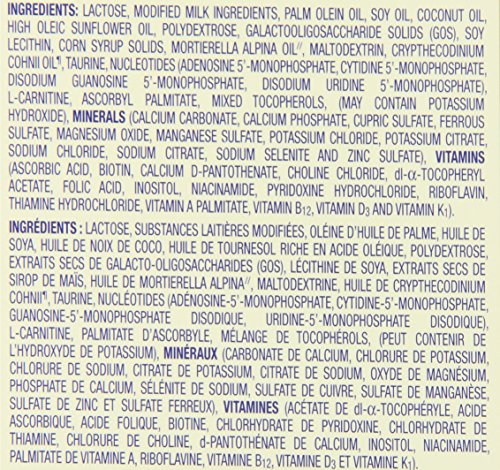 INGREDIENTS: LACTOSE, MODIFIED MILK INGREDIENTS, PALM OLEIN OIL, SOY OIL, COCONUT OIL,
HIGH OLEIC SUNFLOWER OIL, POLYDEXTROSE, GALACTOOLIGOSACCHARIDE SOLIDS (GOS), SOY
LECITHIN, CORN SYRUP SOLIDS, MORTIERELLA ALPINA OIL//, MALTODEXTRIN, CRYPTHECODINIUM
COHNII OIL¶, TAURINE, NUCLEOTIDES (ADENOSINE 5'-MONOPHOSPHATE, CYTIDINE 5'-MONOPHOSPHATE,
DISODIUM GUANOSINE 5'-MONOPHOSPHATE, DISODIUM URIDINE 5'-MONOPHOSPHATE),
L-CARNITINE, ASCORBYL PALMITATE, MIXED TOCOPHEROLS, (MAY CONTAIN POTASSIUM
HYDROXIDE), MINERALS (CALCIUM CARBONATE, CALCIUM PHOSPHATE, CUPRIC SULFATE, FERROUS
SULFATE, MAGNESIUM OXIDE, MANGANESE SULFATE, POTASSIUM CHLORIDE, POTASSIUM CITRATE,
SODIUM CHLORIDE, SODIUM CITRATE, SODIUM SELENITE AND ZINC SULFATE), VITAMINS
(ASCORBIC ACID, BIOTIN, CALCIUM D-PANTOTHENATE, CHOLINE CHLORIDE, dl-α-TOCOPHERYL
ACETATE, FOLIC ACID, INOSITOL, NIACINAMIDE, PYRIDOXINE HYDROCHLORIDE, RIBOFLAVIN,
THIAMINE HYDROCHLORIDE, VITAMIN A PALMITATE, VITAMIN B12, VITAMIN D3 AND VITAMIN K1).
INGRÉDIENTS : LACTOSE, SUBSTANCES LAITIÈRES MODIFIÉES, OLÉINE D'HUILE DE PALME, HUILE DE
SOYA, HUILE DE NOIX DE COCO, HUILE DE TOURNESOL RICHE EN ACIDE OLÉIQUE, POLYDEXTROSE,
EXTRAITS SECS DE GALACTO-OLIGOSACCHARIDES (GOS), LÉCITHINE DE SOYA, EXTRAITS SECS DE
SIROP DE MAÏS, HUILE DE MORTIERELLA ALPINA//, MALTODEXTRINE, HUILE DE CRYPTHECODINIUM
COHNII¶, TAURINE, NUCLÉOTIDES (ADÉNOSINE-5'-MONOPHOSPHATE, CYTIDINE-5'-MONOPHOSPHATE,
GUANOSINE-5'-MONOPHOSPHATE DISODIQUE, URIDINE-5'-MONOPHOSPHATE DISODIQUE),
L-CARNITINE, PALMITATE D'ASCORBYLE, MÉLANGE DE TOCOPHÉROLS, (PEUT CONTENIR DE
L'HYDROXYDE DE POTASSIUM), MINÉRAUX (CARBONATE DE CALCIUM, CHLORURE DE POTASSIUM,
CHLORURE DE SODIUM, CITRATE DE POTASSIUM, CITRATE DE SODIUM, OXYDE DE MAGNÉSIUM,
PHOSPHATE DE CALCIUM, SÉLÉNITE DE SODIUM, SULFATE DE CUIVRE, SULFATE DE MANGANÈSE,
SULFATE DE ZINC ET SULFATE FERREUX), VITAMINES (ACÉTATE DE dl-α-TOCOPHÉRYLE, ACIDE
ASCORBIQUE, ACIDE FOLIQUE, BIOTINE, CHLORHYDRATE DE PYRIDOXINE, CHLORHYDRATE DE
THIAMINE, CHLORURE DE CHOLINE, d-PANTOTHÉNATE DE CALCIUM, INOSITOL, NIACINAMIDE,
PALMITATE DE VITAMINE A, RIBOFLAVINE, VITAMINE B12, VITAMINE D3 ET VITAMINE K1).